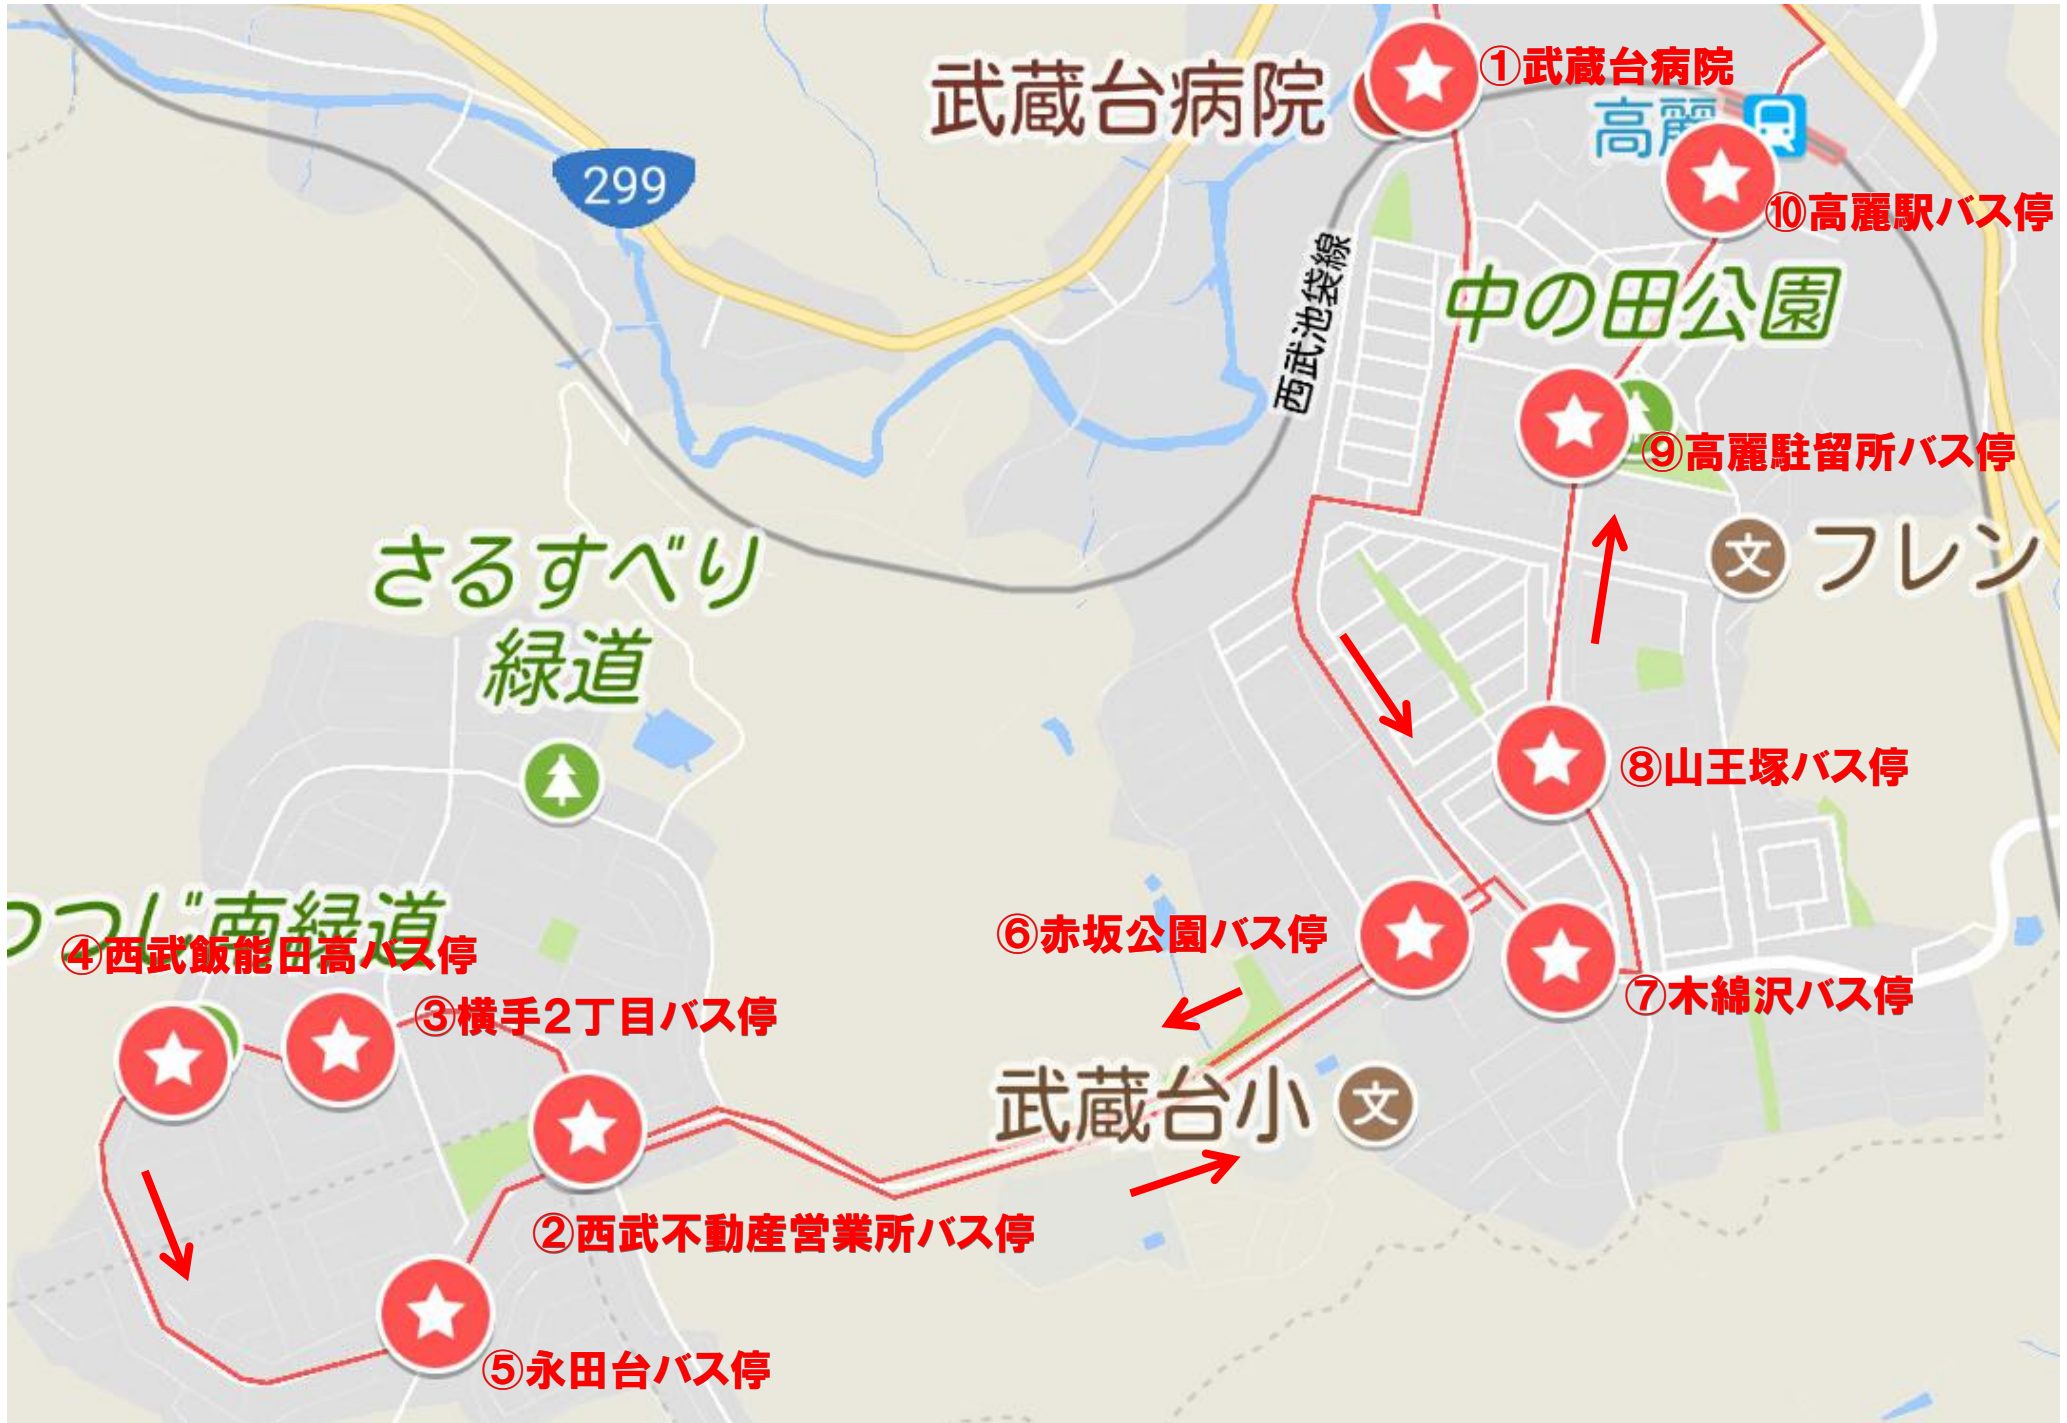 武蔵台病院
①武蔵台病院
高麗
299
⑩高麗駅バス停
西武池袋線
中の田公園
⑨高麗駐留所バス停
文
フレン
さるすべり
緑道
⑧山王塚バス停
つつじ南緑道
④西武飯能日高バス停
⑥赤坂公園バス停
⑦木綿沢バス停
③横手2丁目バス停
武蔵台小
文
②西武不動産営業所バス停
⑤永田台バス停